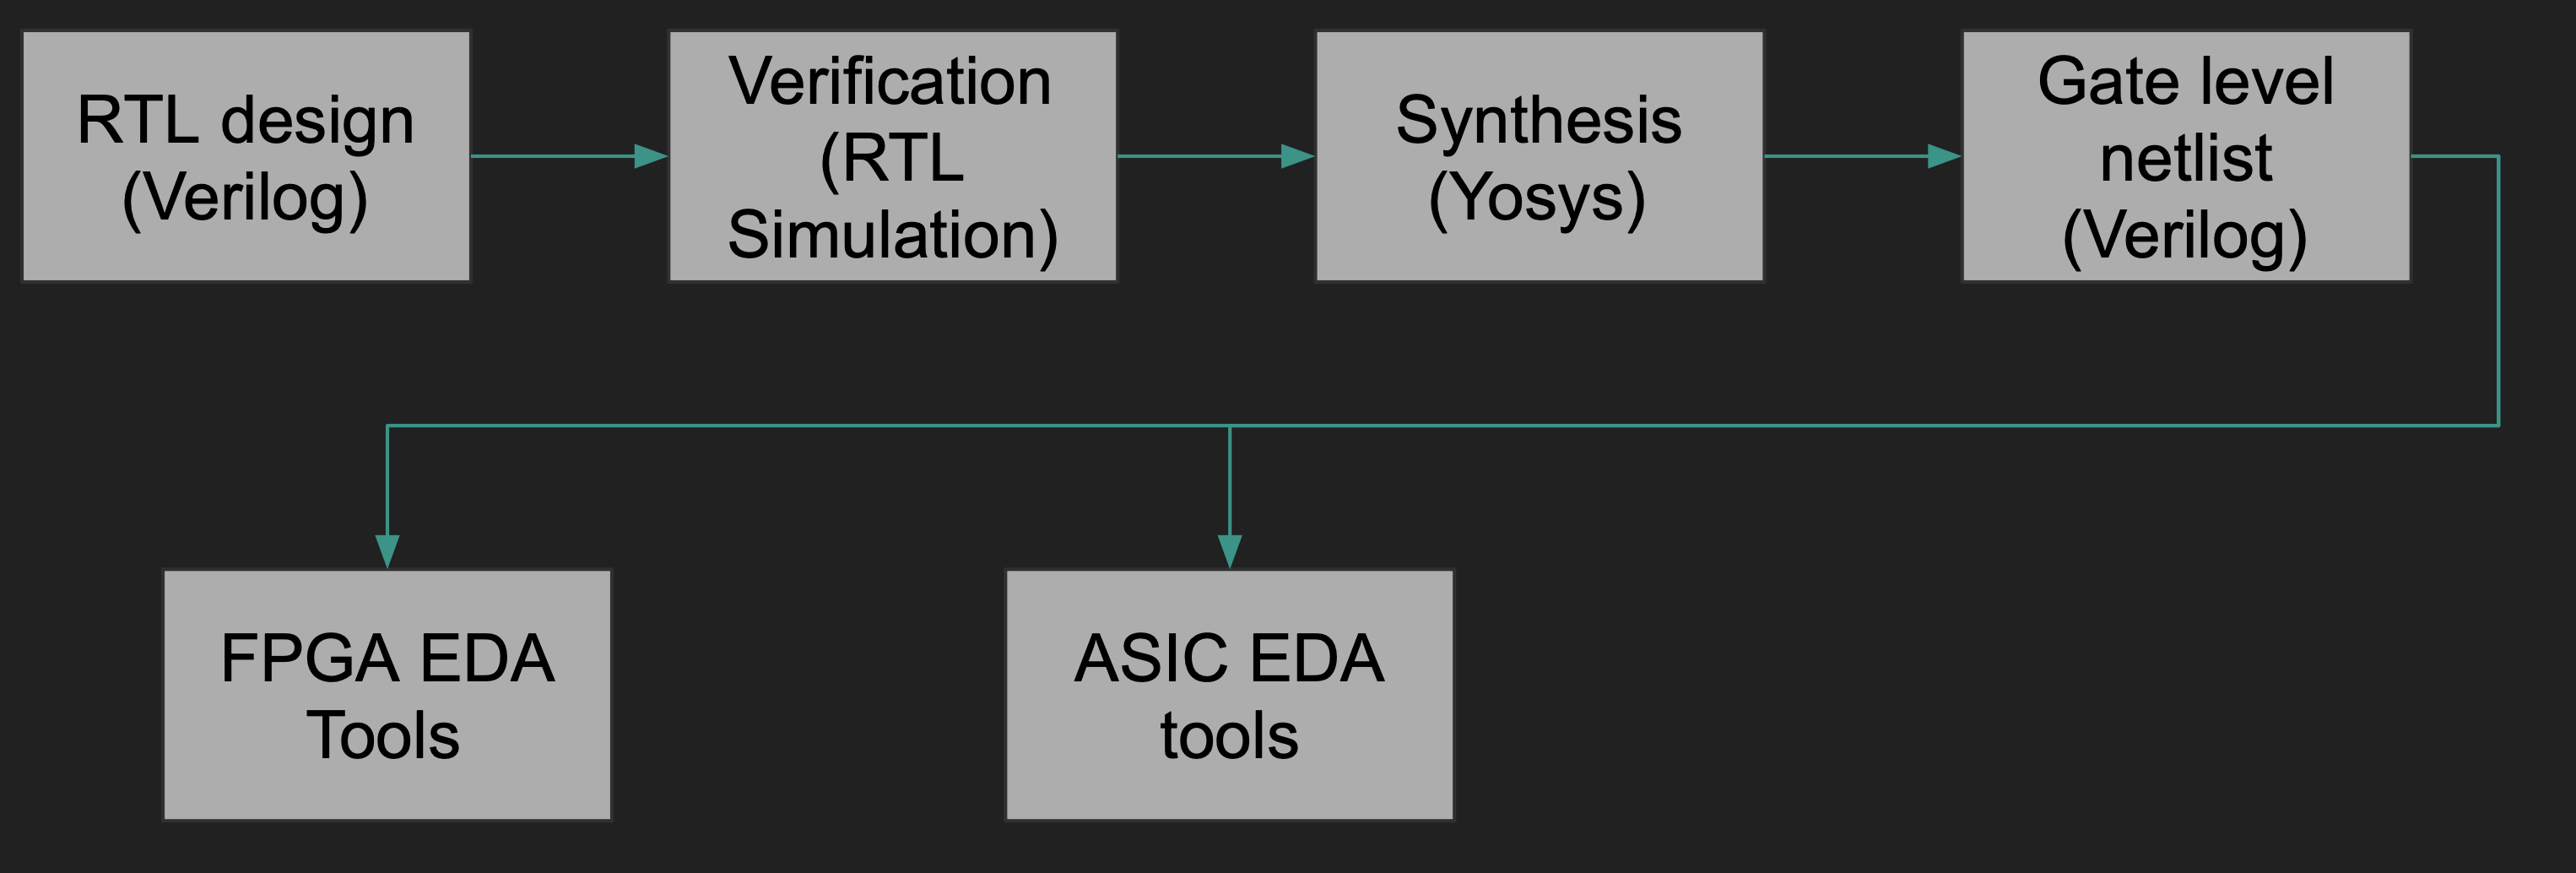 RTL design
(Verilog)
Verification
(RTL
Simulation)
Synthesis
(Yosys)
Gate level
netlist
(Verilog)
FPGA EDA
Tools
ASIC EDA
tools